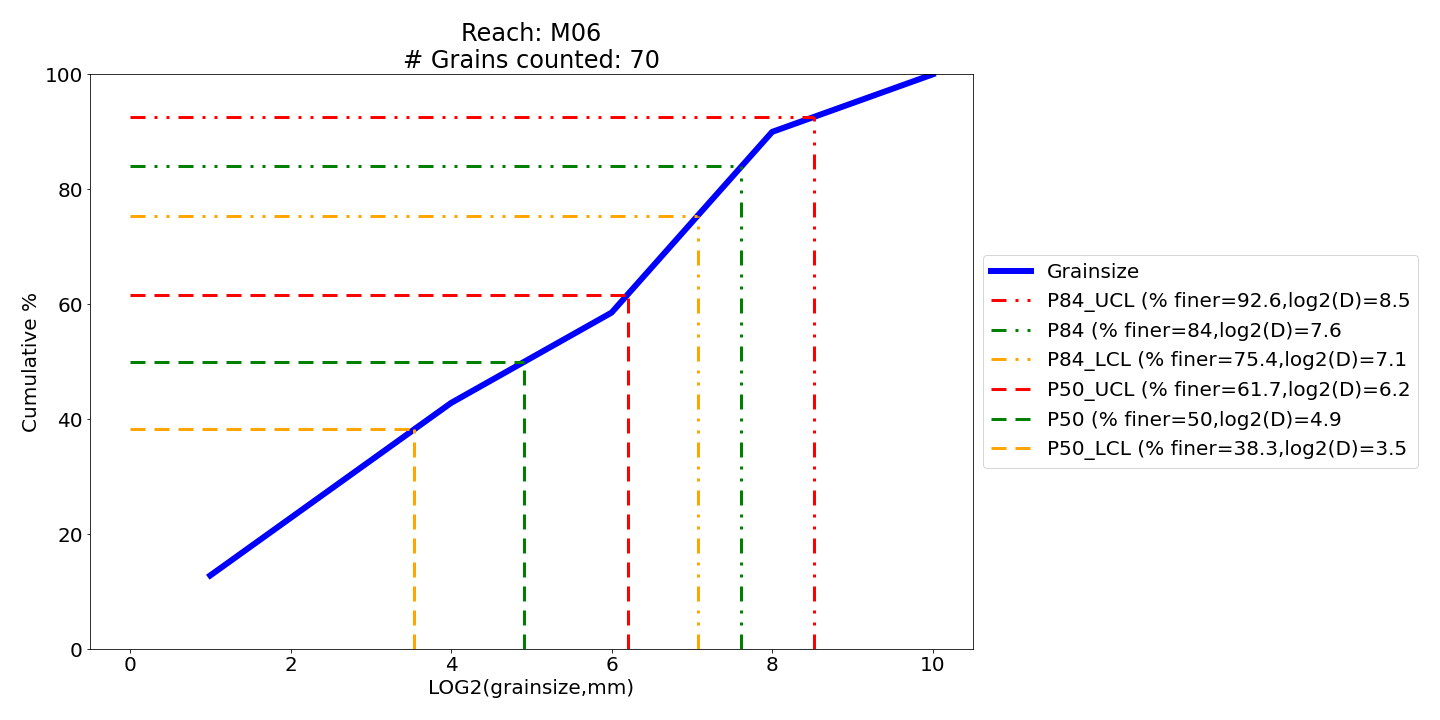 Reach: M06
# Grains counted: 70
100
80
60
40
20
0
Cumulative %
0 2 4 6 8 10
LOG2(grainsize,mm)
Grainsize
P84_UCL (% finer=92.6,log2(D)=8.5
P84 (% finer=84,log2(D)=7.6
P84_LCL (% finer=75.4,log2(D)=7.1
P50_UCL (% finer=61.7,log2(D)=6.2
P50 (% finer=50,log2(D)=4.9
P50_LCL (% finer=38.3,log2(D)=3.5